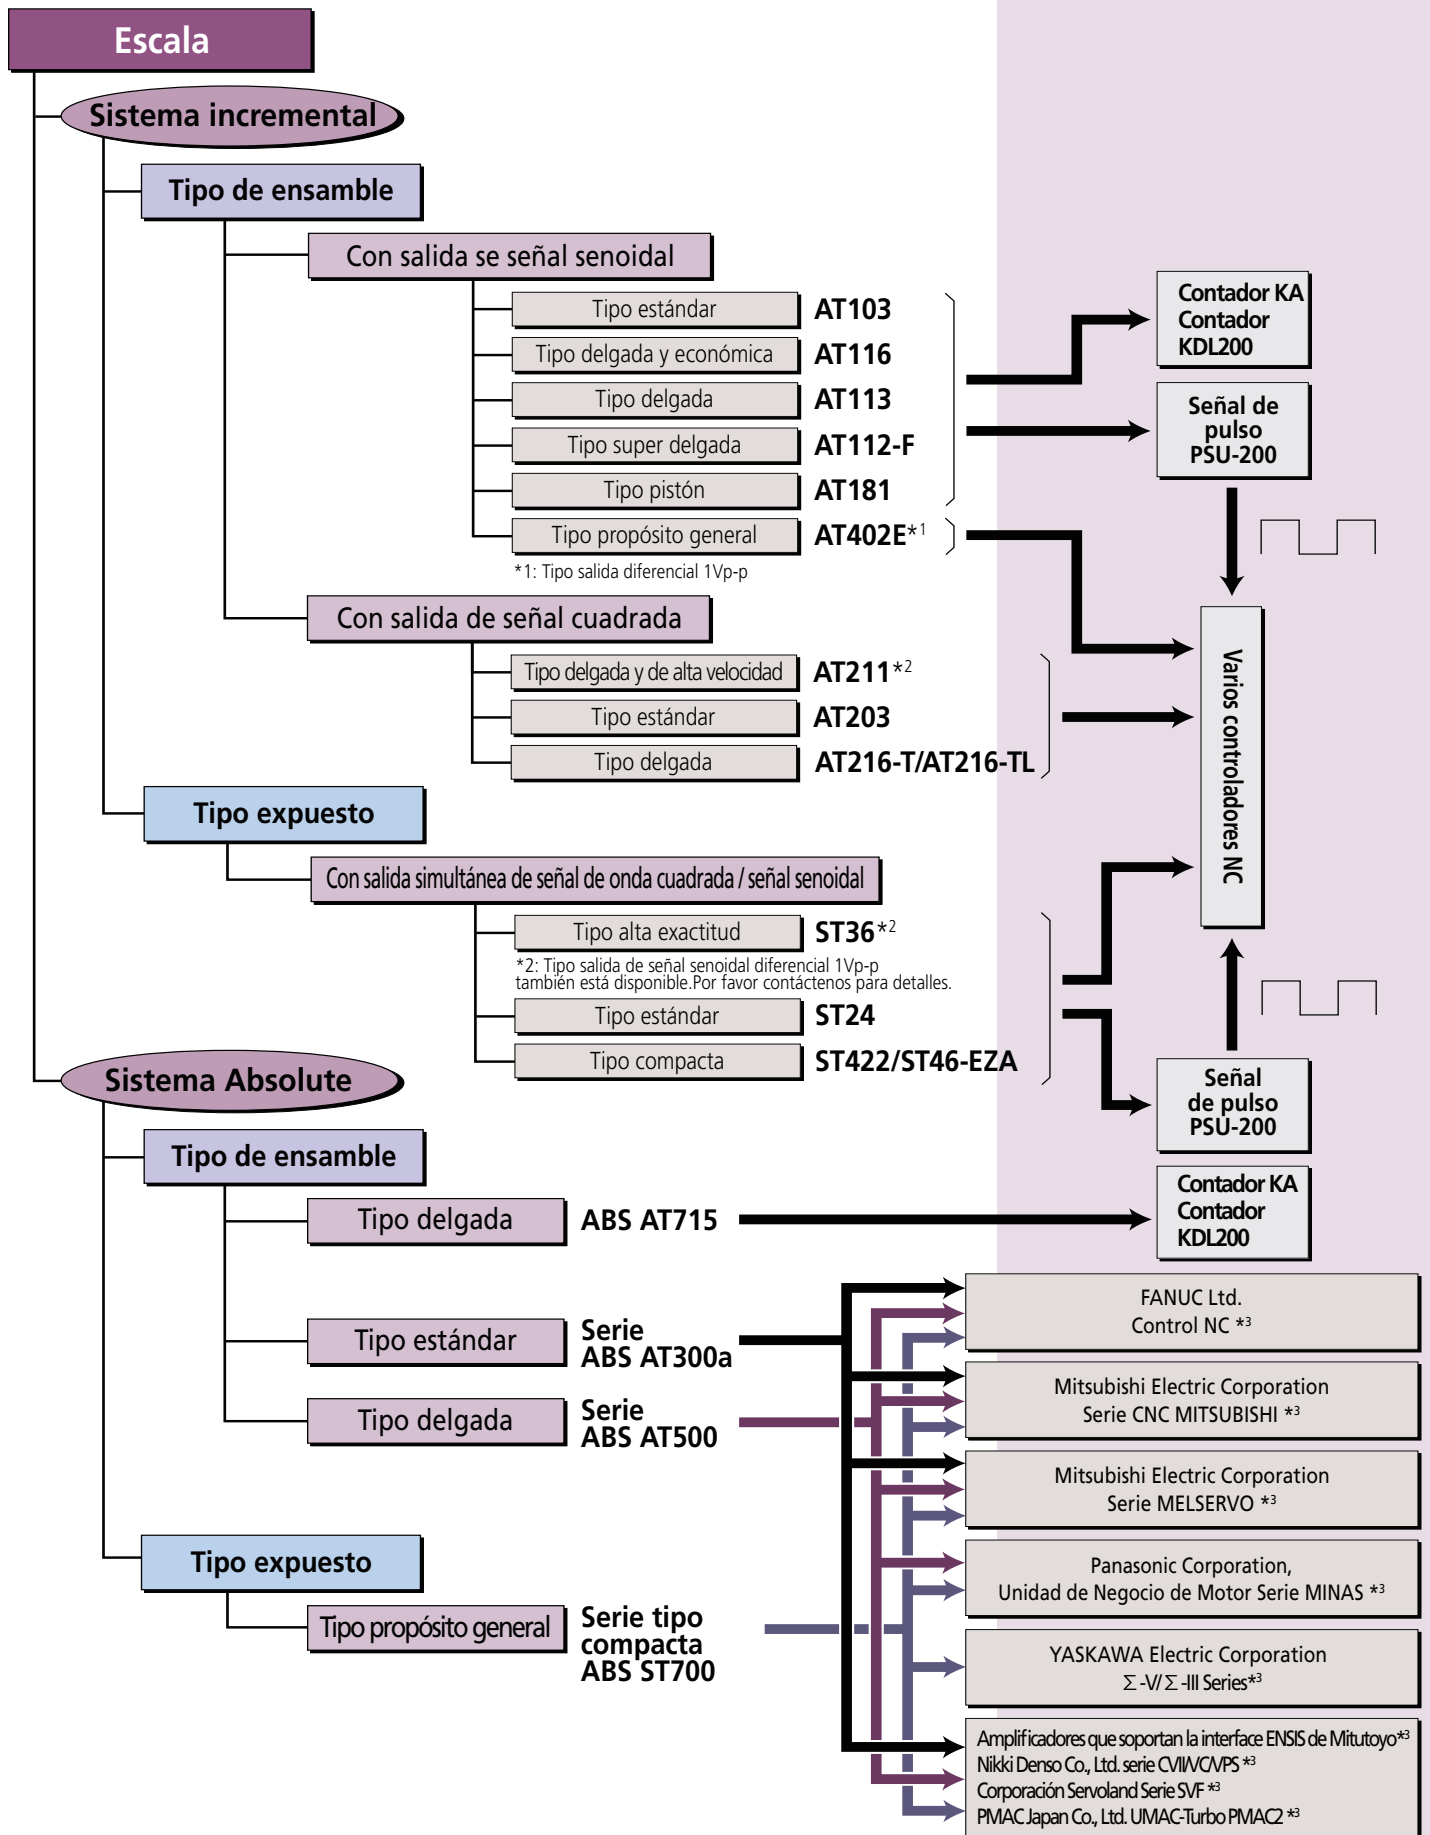 Escala
Sistema incremental
Tipo de ensamble
Con salida se señal senoidal
Tipo estándar AT103
Tipo delgada y económica AT116
Tipo delgada AT113
Tipo super delgada AT112-F
Tipo pistón AT181
Tipo propósito general AT402E*1
*1: Tipo salida diferencial 1Vp-p
Contador KA
Contador
KDL200
Señal de
pulso
PSU-200
Con salida de señal cuadrada
Tipo delgada y de alta velocidad AT211*2
Tipo estándar AT203
Tipo delgada AT216-T/AT216-TL
Varios controladores NC
Tipo expuesto
Con salida simultánea de señal de onda cuadrada / señal senoidal
Tipo alta exactitud ST36*2
*2: Tipo salida de señal senoidal diferencial 1Vp-p
también está disponible.Por favor contáctenos para detalles.
Tipo estándar ST24
Tipo compacta ST422/ST46-EZA
Señal
de pulso
PSU-200
Sistema Absolute
Tipo de ensamble
Tipo delgada ABS AT715
Contador KA
Contador
KDL200
Tipo estándar
Serie
ABS AT300a
Tipo delgada
Serie
ABS AT500
Tipo expuesto
Tipo propósito general
Serie tipo
compacta
ABS ST700
FANUC Ltd.
Control NC *3
Mitsubishi Electric Corporation
Serie CNC MITSUBISHI *3
Mitsubishi Electric Corporation
Serie MELSERVO *3
Panasonic Corporation,
Unidad de Negocio de Motor Serie MINAS *3
YASKAWA Electric Corporation
Σ-V/Σ-III Series*3
Amplificadores que soportan la interface ENSIS de Mitutoyo*3
Nikki Denso Co., Ltd. serie CVII/VC/VPS *3
Corporación Servoland Serie SVF *3
PMAC Japan Co., Ltd. UMAC-Turbo PMAC2 *3